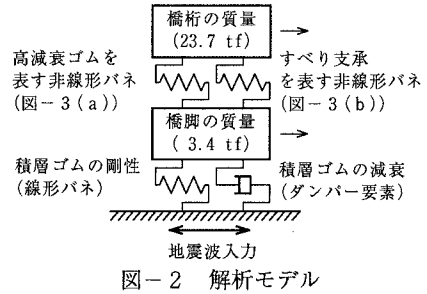 橋桁の質量
(23.7 tf)
高減衰ゴムを
表す非線形バネ
(図-3(a))
すべり支承
を表す非線形バネ
(図-3(b))
橋脚の質量
( 3.4 tf)
積層ゴムの剛性
(線形バネ)
積層ゴムの減衰
(ダンパー要素)
地震波入力
図-2 解析モデル